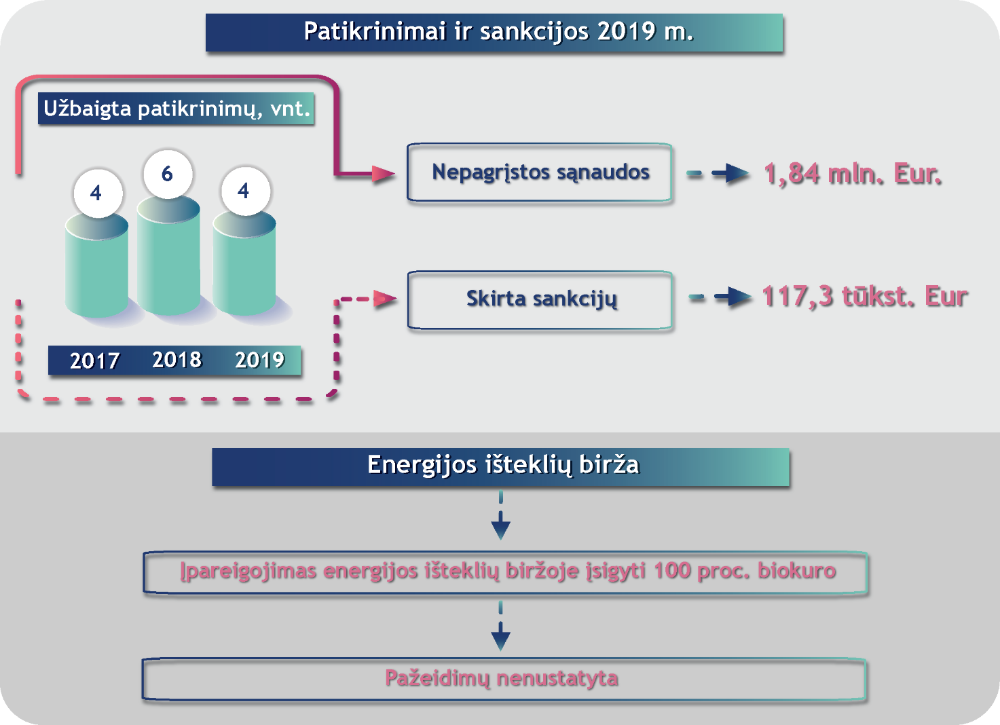 Patikrinimai ir sankcijos 2019 m.
Užbaigta patikrinimų, vnt.
4
6
4
2017
2018
2019
Nepagrįstos sąnaudos
1,84 mln. Eur.
Skirta sankcijų
117,3 tūkst. Eur
Energijos išteklių birža
Įpareigojimas energijos išteklių biržoje įsigyti 100 proc. biokuro
Pažeidimų nenustatyta